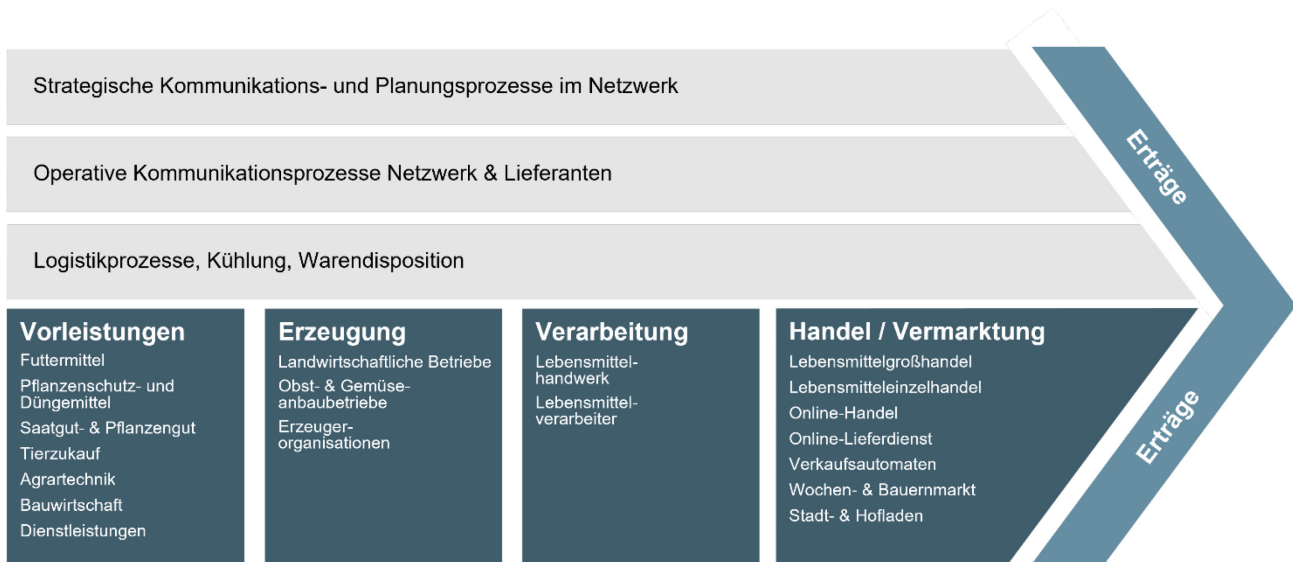 Strategische Kommunikations- und Planungsprozesse im Netzwerk
Operative Kommunikationsprozesse Netzwerk & Lieferanten
Logistikprozesse, Kühlung, Warendisposition
Erträge
Vorleistungen
Futtermittel
Pflanzenschutz- und
Düngemittel
Saatgut- & Pflanzengut
Tierzukauf
Agrartechnik
Bauwirtschaft
Dienstleistungen
Erzeugung
Landwirtschaftliche Betriebe
Obst- & Gemüse-
anbaubetriebe
Erzeuger-
organisationen
Verarbeitung
Lebensmittel-
handwerk
Lebensmittel-
verarbeiter
Handel / Vermarktung
Lebensmittelgroßhandel
Lebensmitteleinzelhandel
Online-Handel
Online-Lieferdienst
Verkaufsautomaten
Wochen- & Bauernmarkt
Stadt- & Hofladen
Erträge